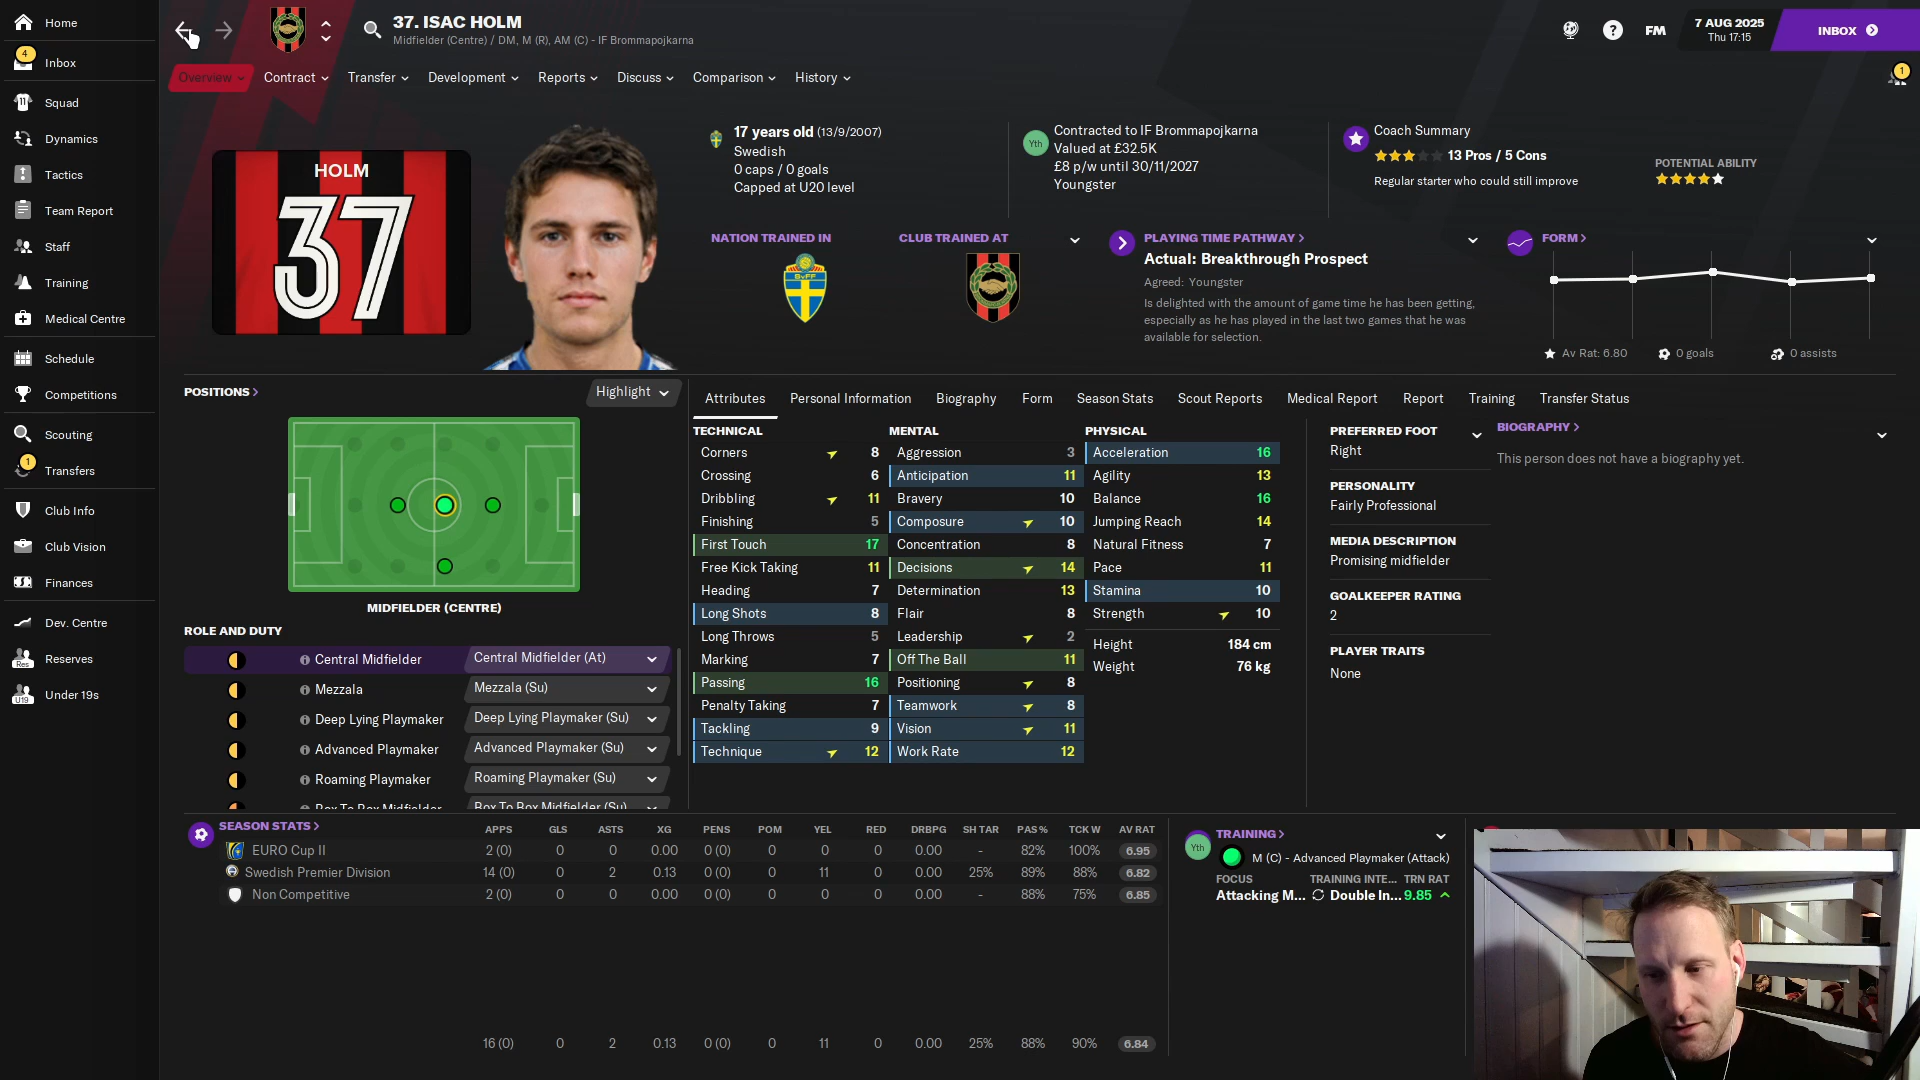 Home
4
Inbox
Squad
Dynamics
Tactics
Team Report
Staff
Training
Medical Centre
Schedule
Competitions
Scouting
1
Transfers
Club Info
Club Vision
Finances
Dev. Centre
Res
Reserves
U19
Under 19s
37. ISAC HOLM
Midfielder (Centre) / DM, M (R), AM (C) - IF Brommapojkarna
?
FM
7 AUG 2025
Thu 17:15
INBOX
Overview
Contract
Transfer
Development
Reports
Discuss
Comparison
History
1
HOLM
37
17 years old (13/9/2007)
Swedish
0 caps / 0 goals
Capped at U20 level
Yth
Contracted to IF Brommapojkarna
Valued at £32.5K
£8 p/w until 30/11/2027
Youngster
Coach Summary
13 Pros / 5 Cons
Regular starter who could still improve
POTENTIAL ABILITY
NATION TRAINED IN
SvFF
CLUB TRAINED AT
PLAYING TIME PATHWAY >
Actual: Breakthrough Prospect
Agreed: Youngster
Is delighted with the amount of game time he has been getting,
especially as he has played in the last two games that he was
available for selection.
FORM >
Av Rat: 6.80
0 goals
0 assists
POSITIONS >
Highlight
MIDFIELDER (CENTRE)
ROLE AND DUTY
Central Midfielder Central Midfielder (At)
Mezzala Mezzala (Su)
Deep Lying Playmaker Deep Lying Playmaker (Su)
Advanced Playmaker Advanced Playmaker (Su)
Roaming Playmaker Roaming Playmaker (Su)
Box To Box Midfielder Box To Box Midfielder (Su)
Attributes Personal Information Biography Form Season Stats Scout Reports Medical Report Report Training Transfer Status
TECHNICAL
Corners 8
Crossing 6
Dribbling 11
Finishing 5
First Touch 17
Free Kick Taking 11
Heading 7
Long Shots 8
Long Throws 5
Marking 7
Passing 16
Penalty Taking 7
Tackling 9
Technique 12
MENTAL
Aggression 3
Anticipation 11
Bravery 10
Composure 10
Concentration 8
Decisions 14
Determination 13
Flair 8
Leadership 2
Off The Ball 11
Positioning 8
Teamwork 8
Vision 11
Work Rate 12
PHYSICAL
Acceleration 16
Agility 13
Balance 16
Jumping Reach 14
Natural Fitness 7
Pace 11
Stamina 10
Strength 10
Height 184 cm
Weight 76 kg
PREFERRED FOOT
Right
PERSONALITY
Fairly Professional
MEDIA DESCRIPTION
Promising midfielder
GOALKEEPER RATING
2
PLAYER TRAITS
None
BIOGRAPHY >
This person does not have a biography yet.
SEASON STATS > APPS GLS ASTS XG PENS POM YEL RED DRBPG SH TAR PAS % TCK W AV RAT
EURO Cup II 2 (0) 0 0 0.00 0 (0) 0 0 0 0.00 - 82% 100% 6.95
Swedish Premier Division 14 (0) 0 2 0.13 0 (0) 0 11 0 0.00 25% 89% 88% 6.82
Non Competitive 2 (0) 0 0 0.00 0 (0) 0 0 0 0.00 - 88% 75% 6.85
16 (0) 0 2 0.13 0 (0) 0 11 0 0.00 25% 88% 90% 6.84
TRAINING >
Yth
M (C) - Advanced Playmaker (Attack)
FOCUS TRAINING INTE... TRN RAT
Attacking M... Double In... 9.85